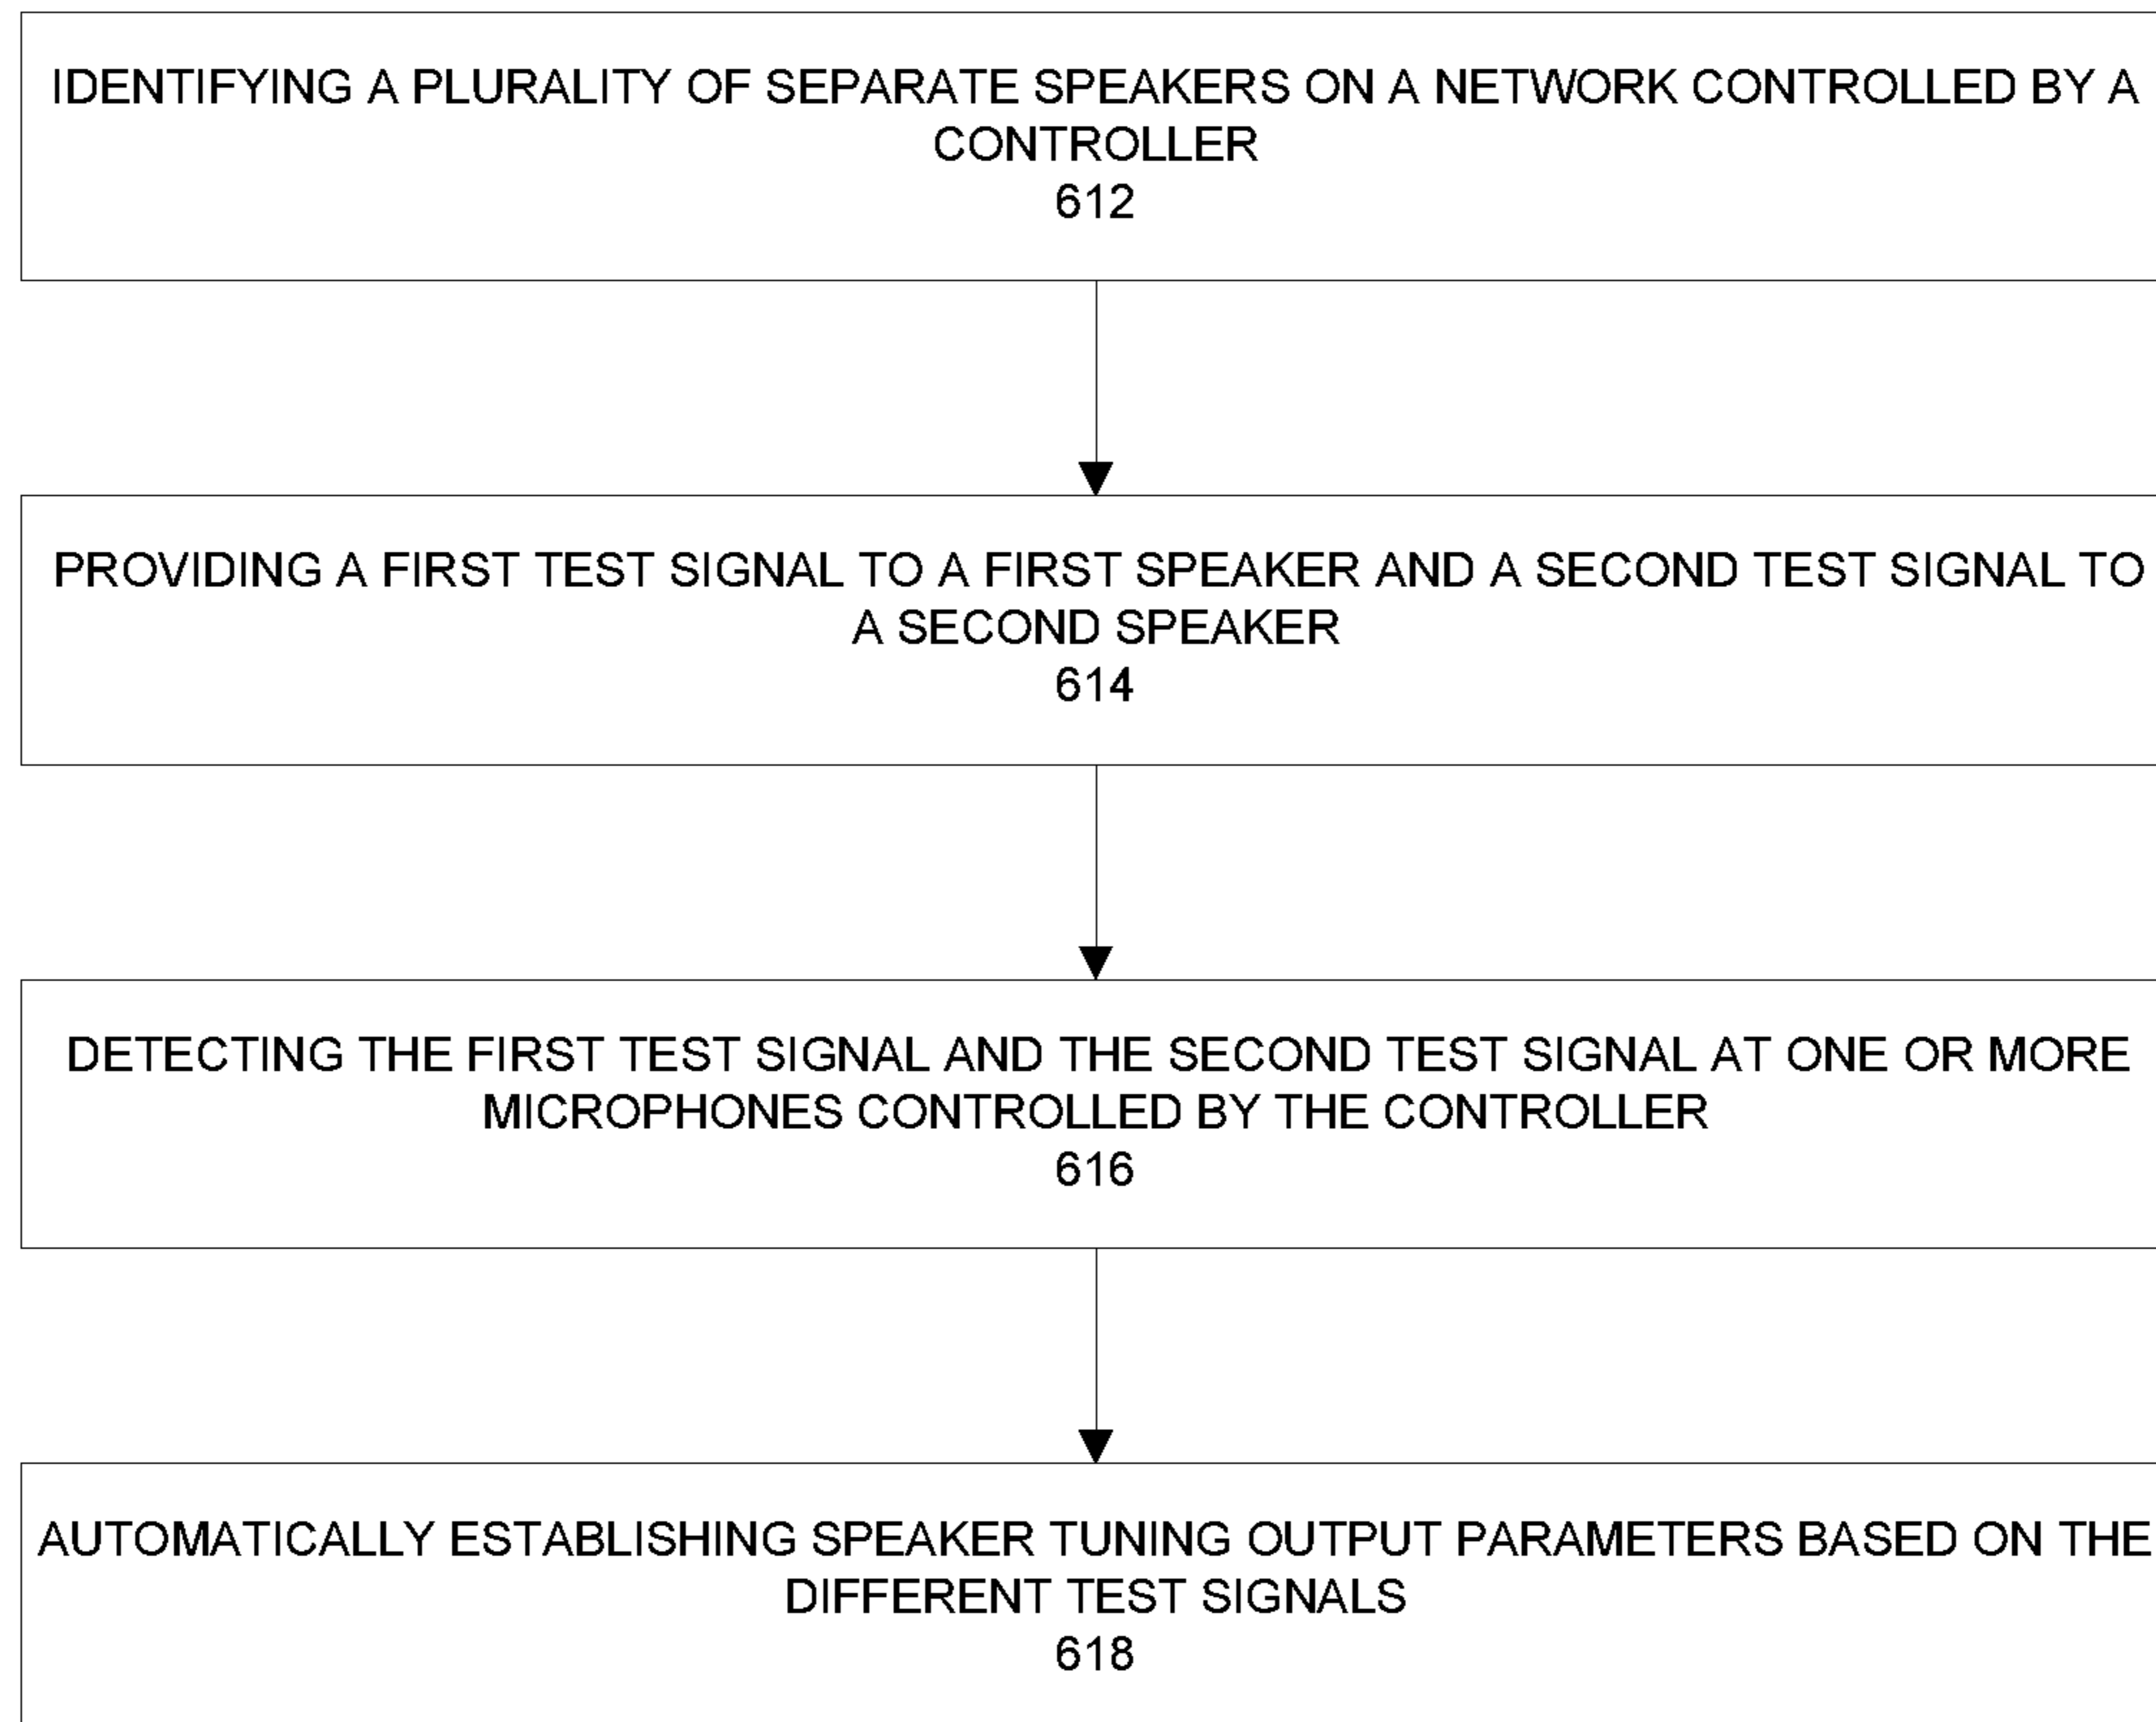 IDENTIFYING A PLURALITY OF SEPARATE SPEAKERS ON A NETWORK CONTROLLED BY A
CONTROLLER
612
PROVIDING A FIRST TEST SIGNAL TO A FIRST SPEAKER AND A SECOND TEST SIGNAL TO
A SECOND SPEAKER
614
DETECTING THE FIRST TEST SIGNAL AND THE SECOND TEST SIGNAL AT ONE OR MORE
MICROPHONES CONTROLLED BY THE CONTROLLER
616
AUTOMATICALLY ESTABLISHING SPEAKER TUNING OUTPUT PARAMETERS BASED ON THE
DIFFERENT TEST SIGNALS
618